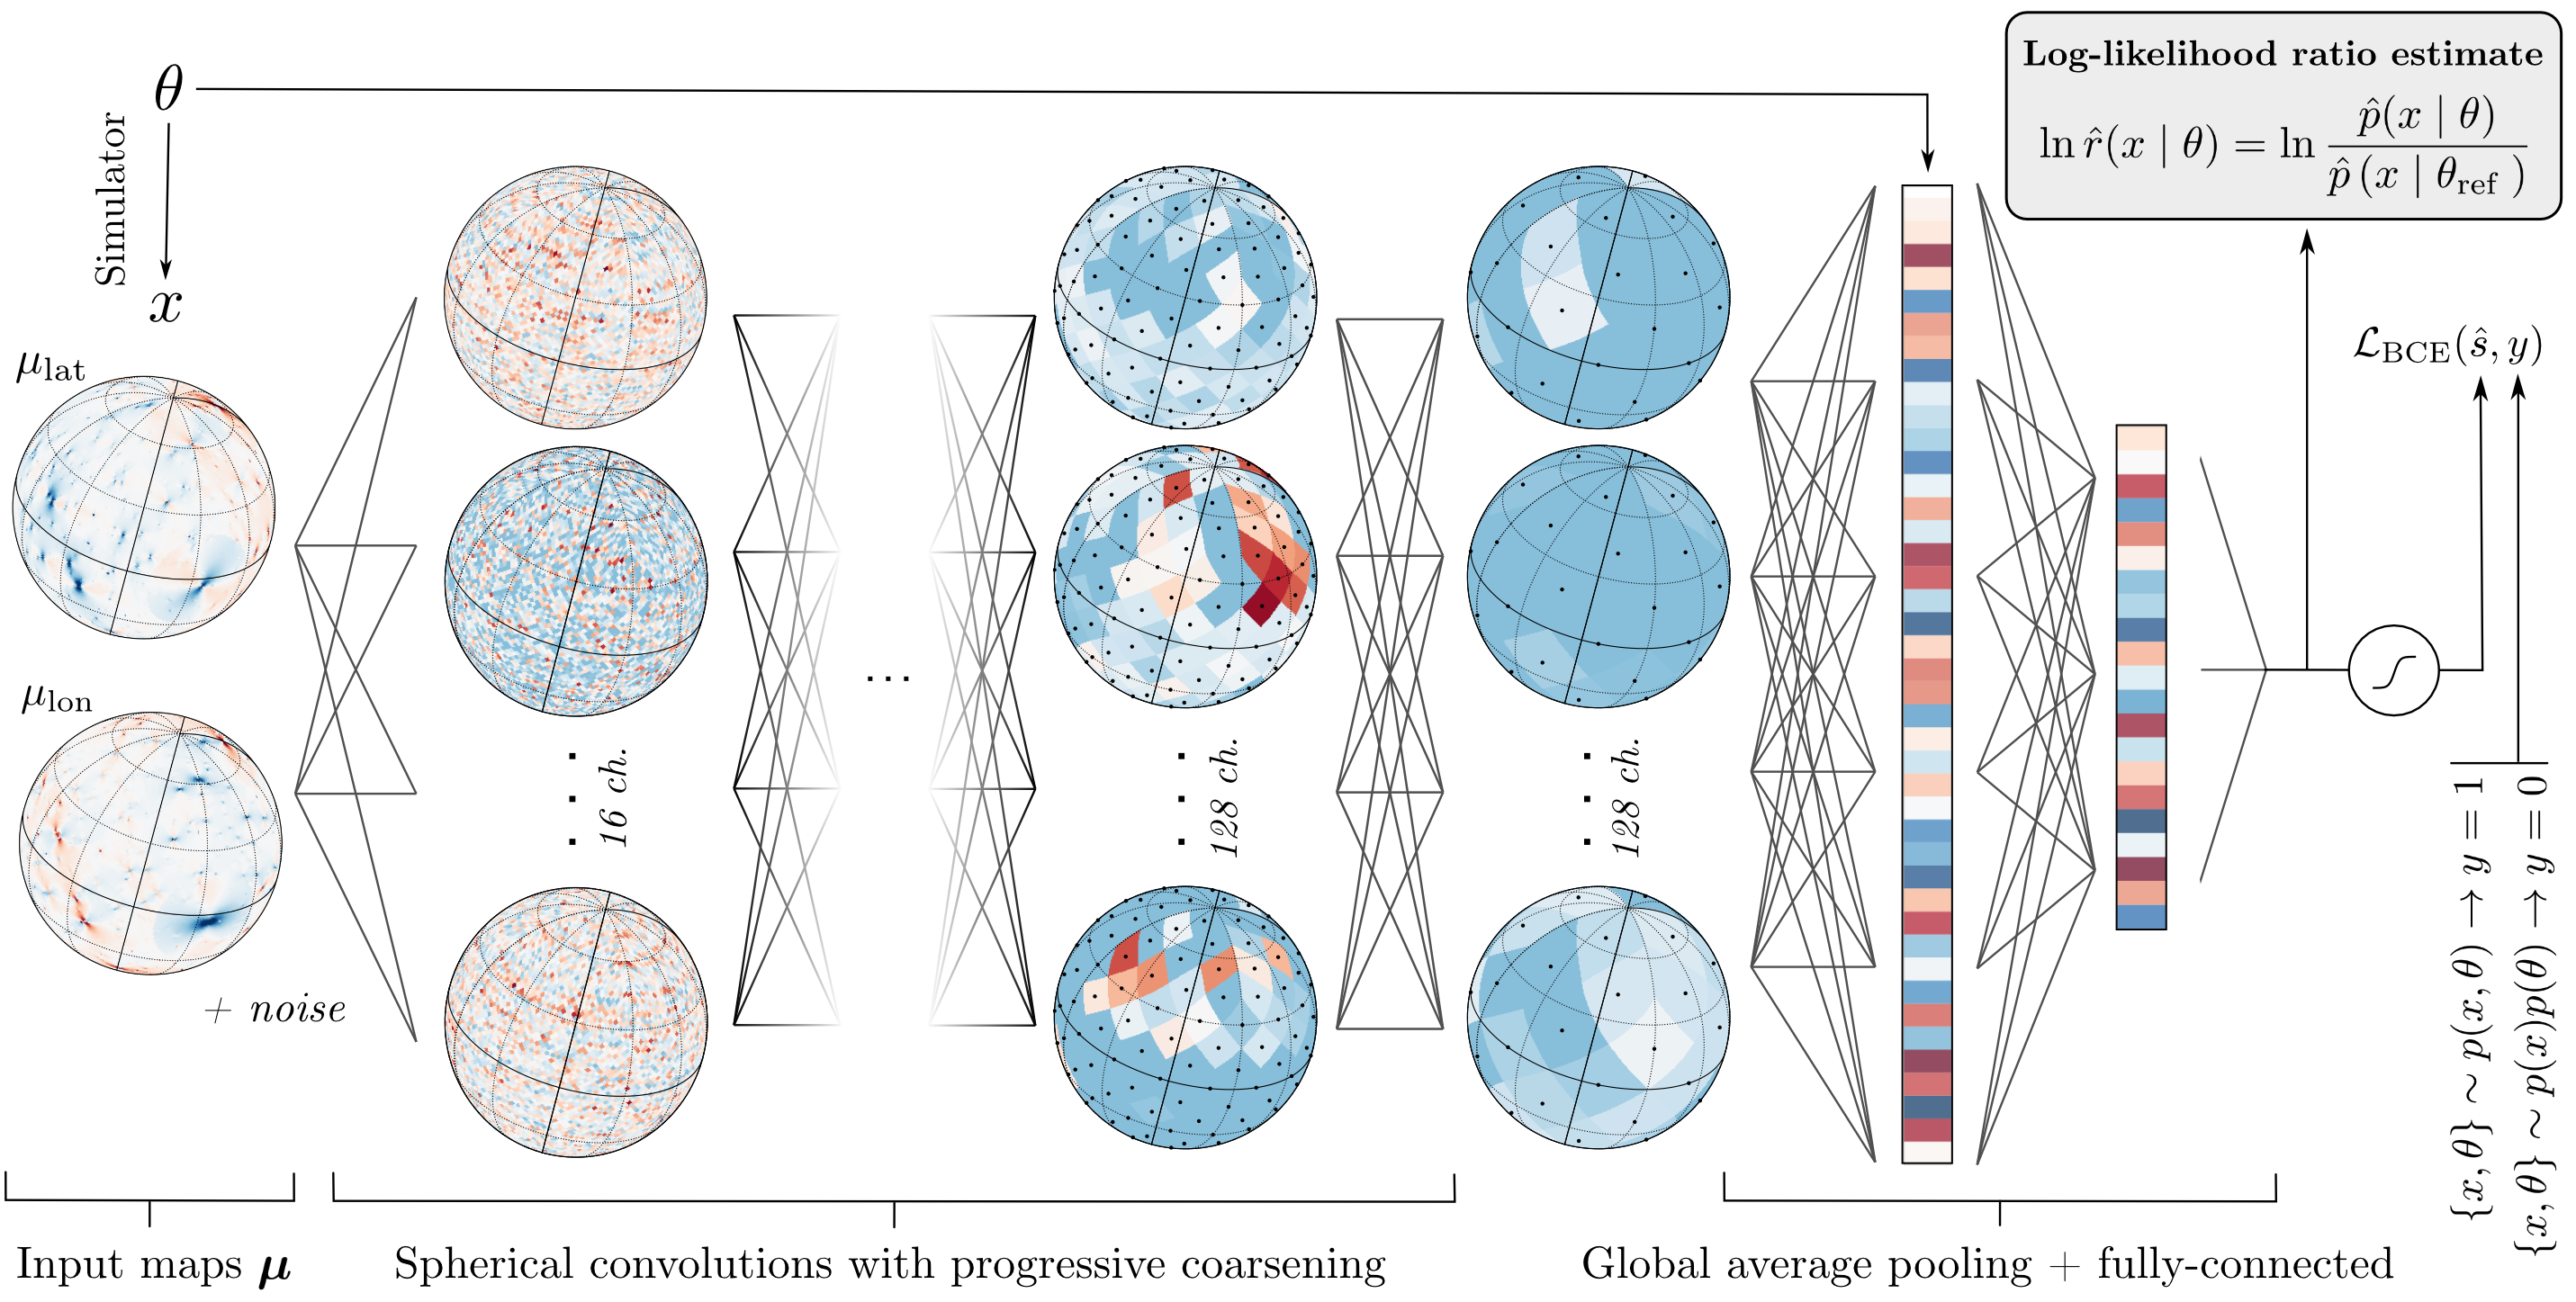 θ
Simulator
x
μ_lat
μ_lon
+ noise
...
16 ch.
128 ch.
128 ch.
Log-likelihood ratio estimate
ln r̂(x | θ) = ln p̂(x | θ) / p̂(x | θ_ref)
ℒ_BCE(ŝ, y)
{x, θ} ∼ p(x, θ) → y = 1
{x, θ} ∼ p(x)p(θ) → y = 0
Input maps μ
Spherical convolutions with progressive coarsening
Global average pooling + fully-connected